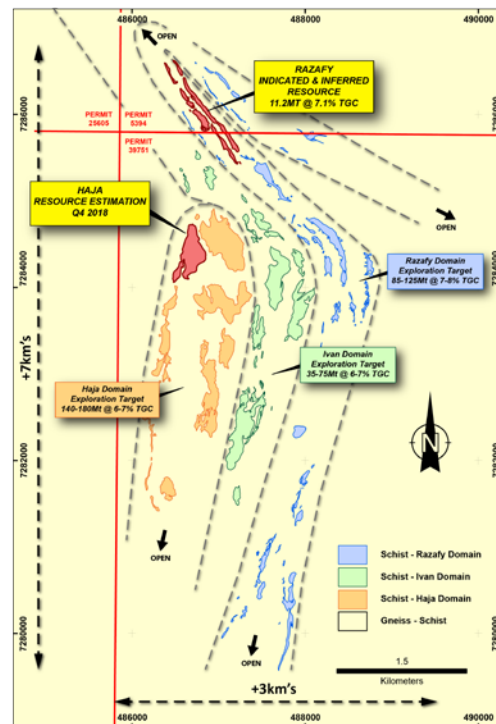 486000
488000
490000
OPEN
RAZAFY
INDICATED & INFERRED
RESOURCE
11.2MT @ 7.1% TGC
7286000
7286000
PERMIT
25605
PERMIT
5394
PERMIT
39751
HAJA
RESOURCE ESTIMATION
Q4 2018
OPEN
Razafy Domain
Exploration Target
85-125Mt @ 7-8% TGC
7284000
7284000
+7km's
Ivan Domain
Exploration Target
35-75Mt @ 6-7% TGC
Haja Domain
Exploration Target
140-180Mt @ 6-7% TGC
N
7282000
7282000
OPEN
Schist - Razafy Domain
Schist - Ivan Domain
Schist - Haja Domain
Gneiss - Schist
7280000
7280000
OPEN
1.5
Kilometers
+3km's
486000
488000
490000